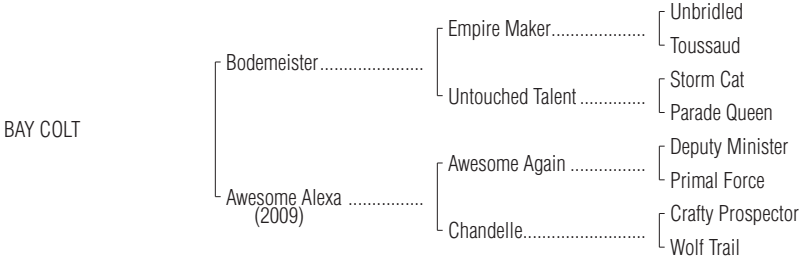 Unbridled
Empire Maker.....................
Toussaud
Bodemeister......................
Storm Cat
Untouched Talent ..............
Parade Queen
BAY COLT
Deputy Minister
Awesome Again ................
Primal Force
Awesome Alexa ................
(2009)
Crafty Prospector
Chandelle..........................
Wolf Trail